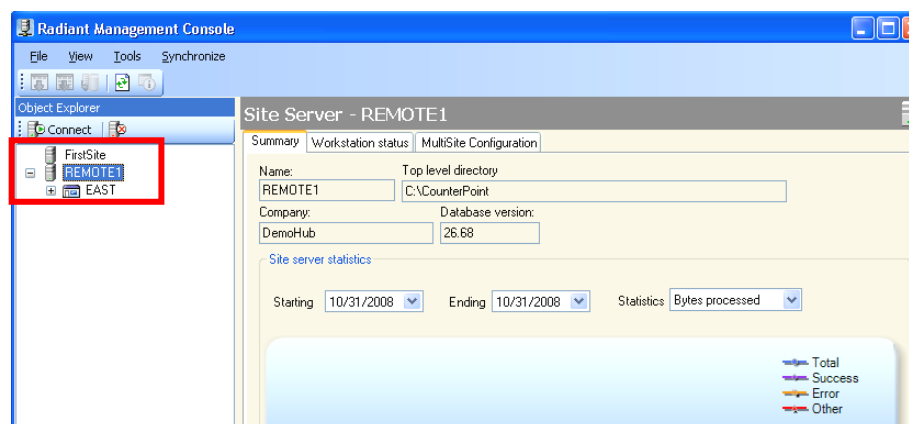 Radiant Management Console
File View Tools Synchronize
Object Explorer
Connect
FirstSite
REMOTE1
EAST
Site Server - REMOTE1
Summary Workstation status MultiSite Configuration
Name: Top level directory
REMOTE1 C:\CounterPoint
Company: Database version:
DemoHub 26.68
Site server statistics
Starting 10/31/2008 Ending 10/31/2008 Statistics Bytes processed
Total
Success
Error
Other